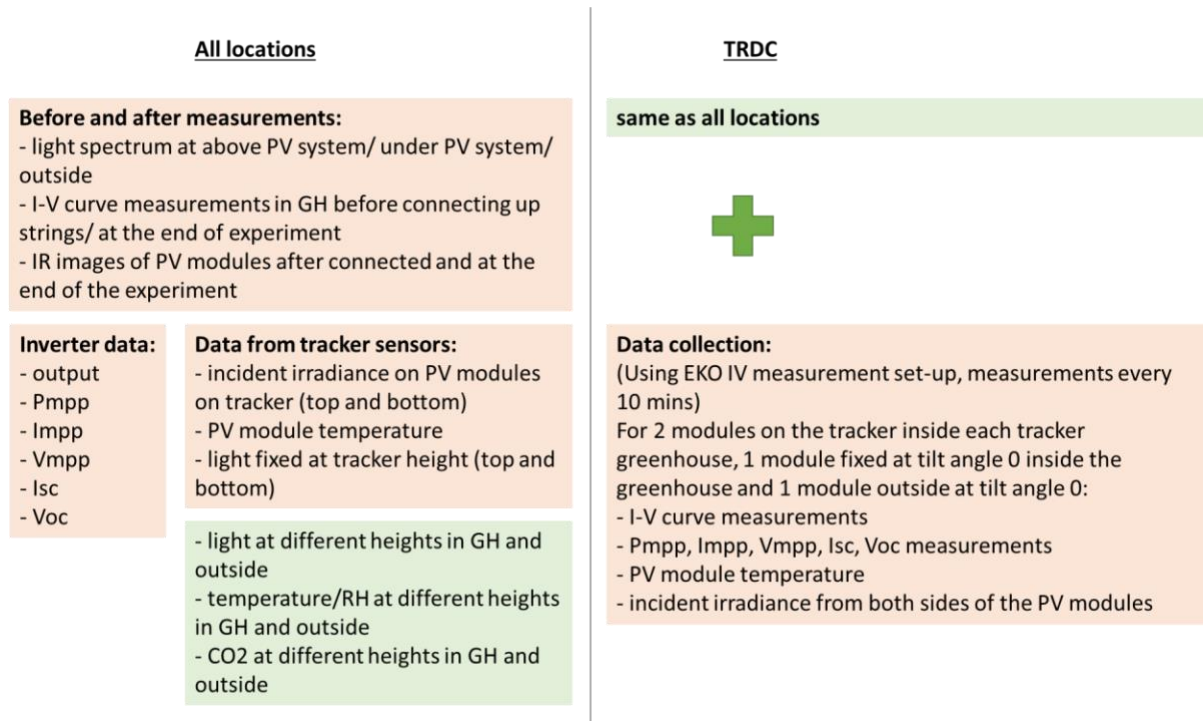 All locations
Before and after measurements:
- light spectrum at above PV system/ under PV system/
outside
- I-V curve measurements in GH before connecting up
strings/ at the end of experiment
- IR images of PV modules after connected and at the
end of the experiment
Inverter data:
- output
- Pmpp
- Impp
- Vmpp
- Isc
- Voc
Data from tracker sensors:
- incident irradiance on PV modules
on tracker (top and bottom)
- PV module temperature
- light fixed at tracker height (top and
bottom)
- light at different heights in GH and
outside
- temperature/RH at different heights
in GH and outside
- CO2 at different heights in GH and
outside
TRDC
same as all locations
Data collection:
(Using EKO IV measurement set-up, measurements every
10 mins)
For 2 modules on the tracker inside each tracker
greenhouse, 1 module fixed at tilt angle 0 inside the
greenhouse and 1 module outside at tilt angle 0:
- I-V curve measurements
- Pmpp, Impp, Vmpp, Isc, Voc measurements
- PV module temperature
- incident irradiance from both sides of the PV modules